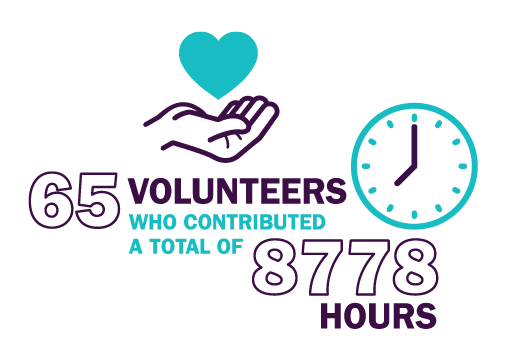 65 VOLUNTEERS
WHO CONTRIBUTED
A TOTAL OF 8778
HOURS